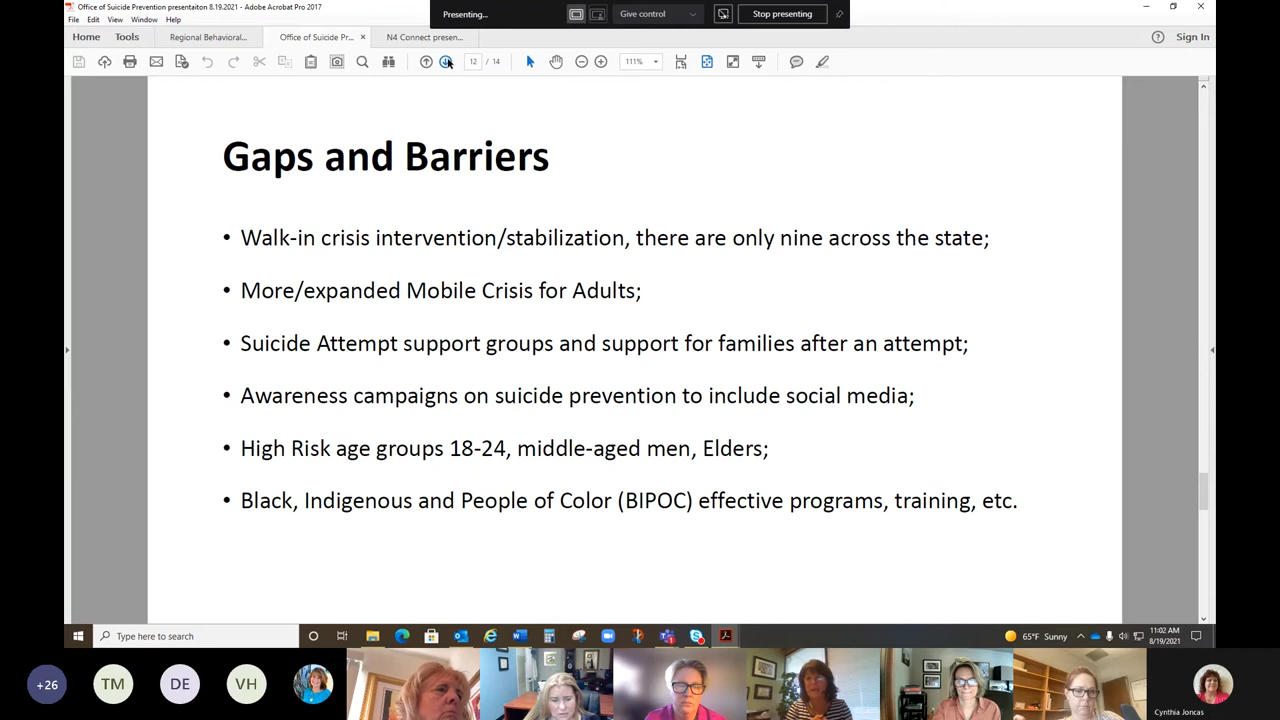 Office of Suicide Prevention presentaiton 8.19.2021 - Adobe Acrobat Pro 2017
File Edit View Window Help
Presenting...
Give control
Stop presenting
Home Tools
Regional Behavioral...
Office of Suicide Pr... ×
N4 Connect presen...
Sign In
12 / 14
111%
Gaps and Barriers
• Walk-in crisis intervention/stabilization, there are only nine across the state;
• More/expanded Mobile Crisis for Adults;
• Suicide Attempt support groups and support for families after an attempt;
• Awareness campaigns on suicide prevention to include social media;
• High Risk age groups 18-24, middle-aged men, Elders;
• Black, Indigenous and People of Color (BIPOC) effective programs, training, etc.
Type here to search
65°F Sunny
11:02 AM
8/19/2021
+26
TM
DE
VH
Cynthia Joncas